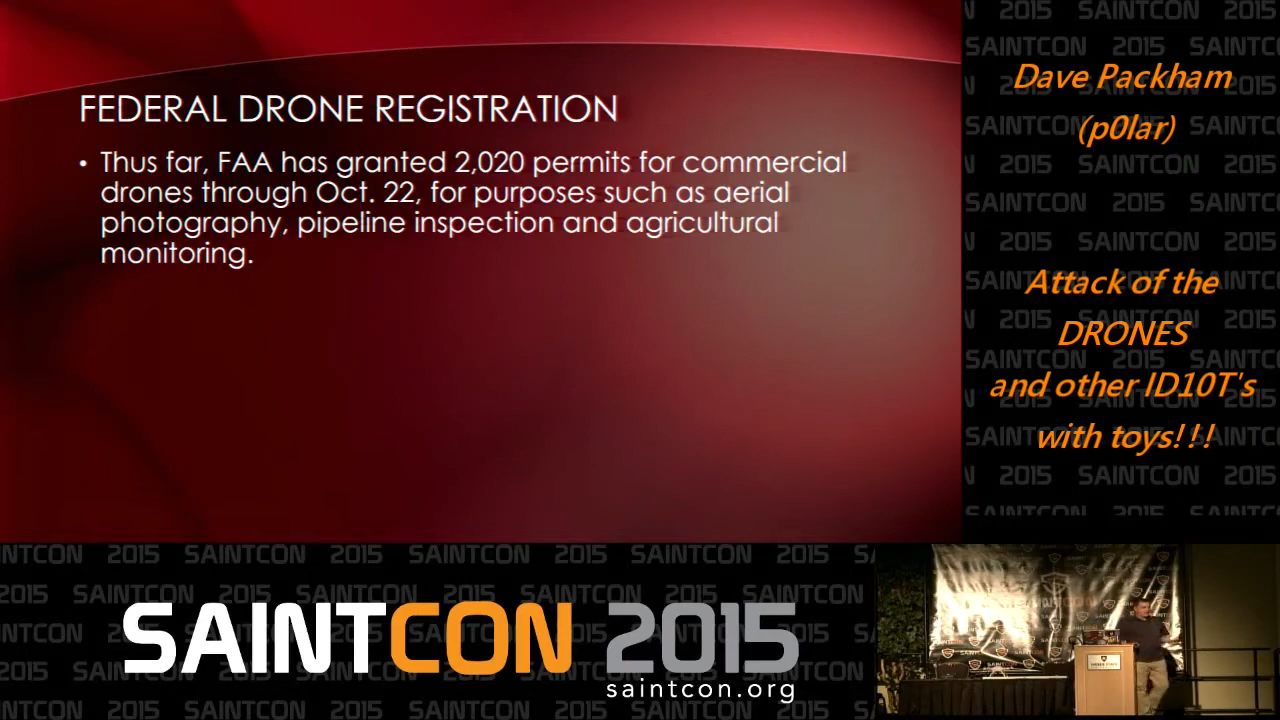 FEDERAL DRONE REGISTRATION
• Thus far, FAA has granted 2,020 permits for commercial
drones through Oct. 22, for purposes such as aerial
photography, pipeline inspection and agricultural
monitoring.
Dave Packham
(p0lar)
Attack of the
DRONES
and other ID10T's
with toys!!!
SAINTCON 2015
saintcon.org